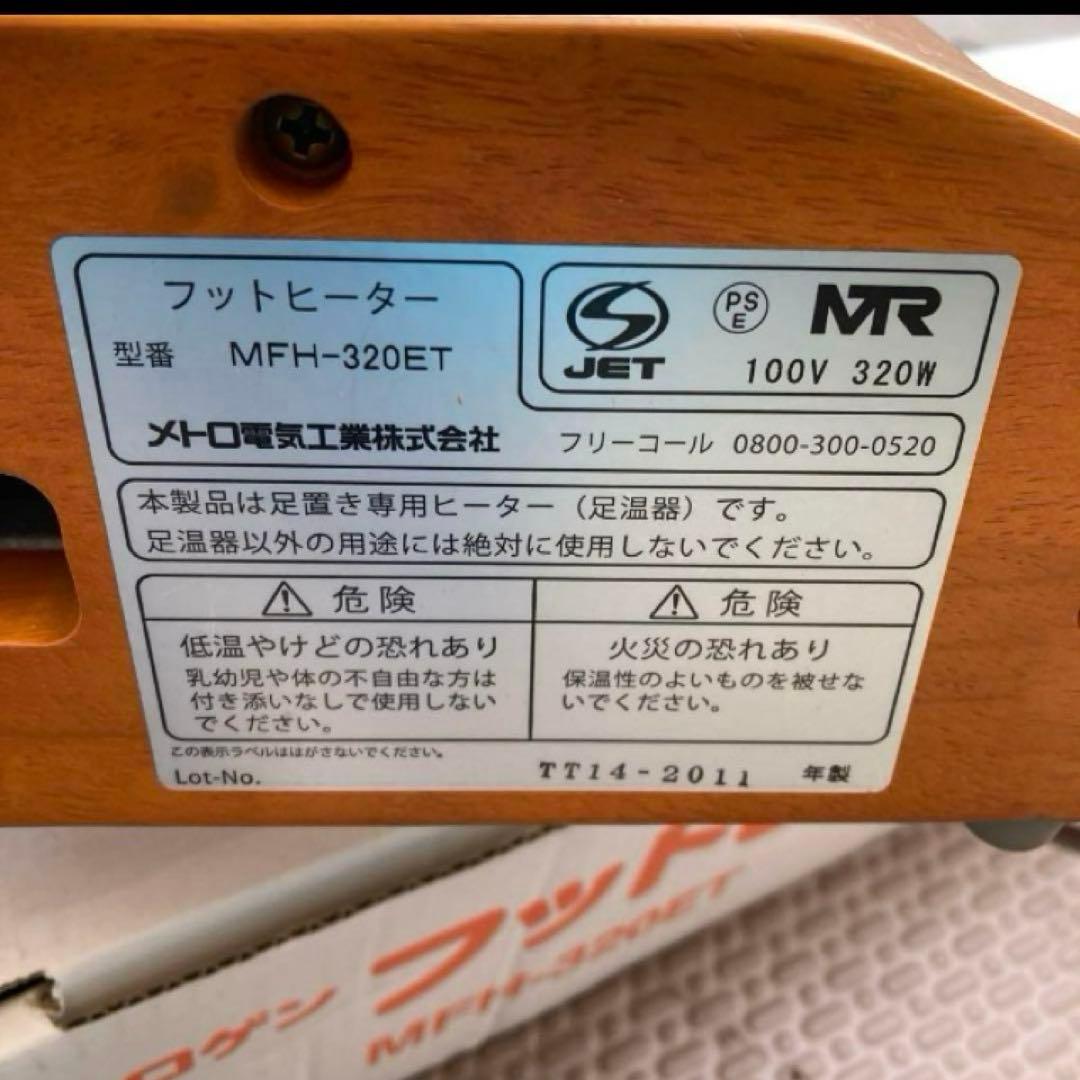 フットヒーター
型番 MFH-320ET
メトロ電気工業株式会社
JET
PS
E
MTR
100V 320W
フリーコール 0800-300-0520
本製品は足置き専用ヒーター（足温器）です。
足温器以外の用途には絶対に使用しないでください。
危険
低温やけどの恐れあり
乳幼児や体の不自由な方は
付き添いなしで使用しない
でください。
危険
火災の恐れあり
保温性のよいものを被せな
いでください。
この表示ラベルははがさないでください。
Lot-No. TT14-2011 年製
ロゲン フット
MFH-320ET